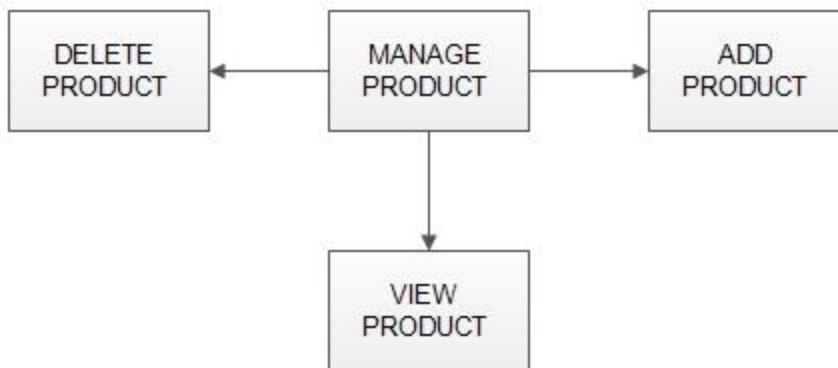 DELETE
PRODUCT
MANAGE
PRODUCT
ADD
PRODUCT
VIEW
PRODUCT